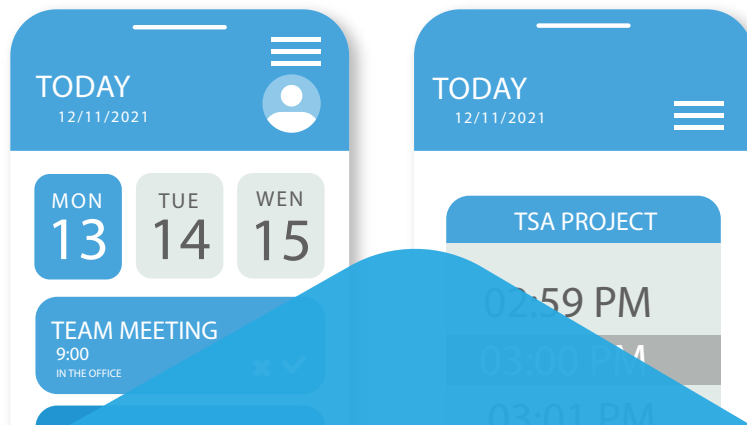 TODAY
12/11/2021
MON TUE WEN
13 14 15
TEAM MEETING
9:00
IN THE OFFICE
TODAY
12/11/2021
TSA PROJECT
02:59 PM
03:00 PM
03:01 PM